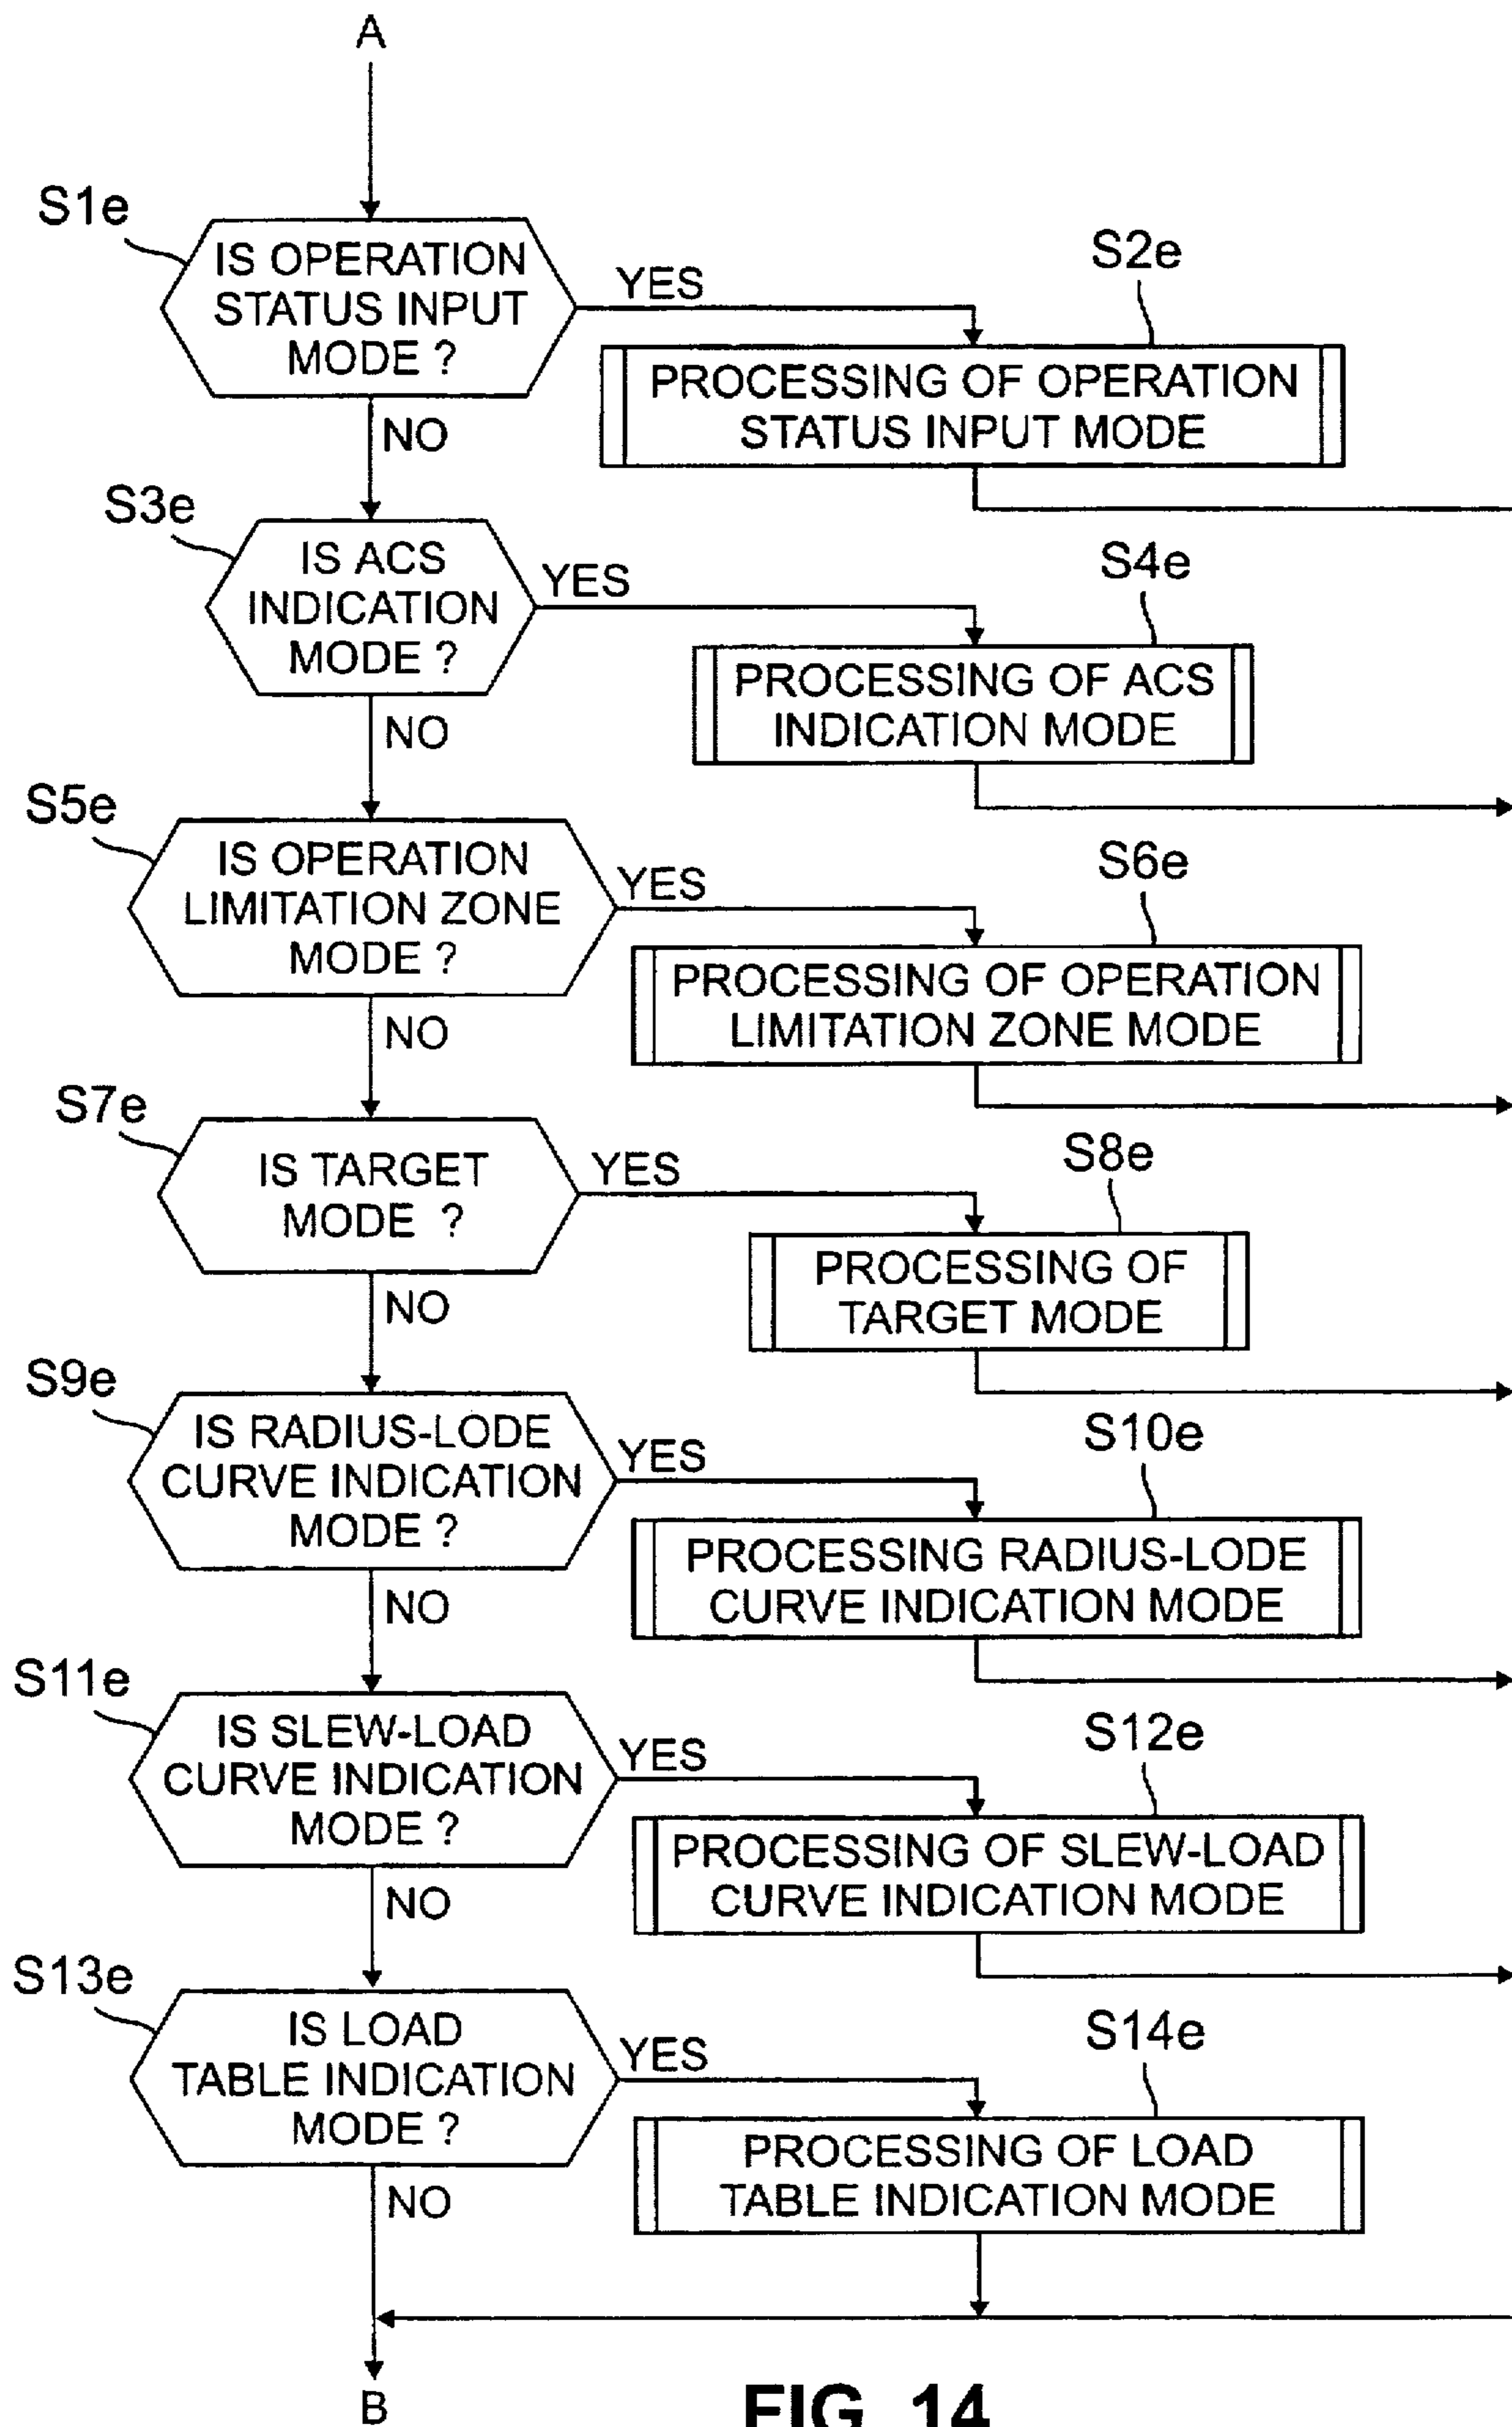 A
S1e
IS OPERATION
STATUS INPUT
MODE ?
YES
NO
S2e
PROCESSING OF OPERATION
STATUS INPUT MODE
S3e
IS ACS
INDICATION
MODE ?
YES
NO
S4e
PROCESSING OF ACS
INDICATION MODE
S5e
IS OPERATION
LIMITATION ZONE
MODE ?
YES
NO
S6e
PROCESSING OF OPERATION
LIMITATION ZONE MODE
S7e
IS TARGET
MODE ?
YES
NO
S8e
PROCESSING OF
TARGET MODE
S9e
IS RADIUS-LODE
CURVE INDICATION
MODE ?
YES
NO
S10e
PROCESSING RADIUS-LODE
CURVE INDICATION MODE
S11e
IS SLEW-LOAD
CURVE INDICATION
MODE ?
YES
NO
S12e
PROCESSING OF SLEW-LOAD
CURVE INDICATION MODE
S13e
IS LOAD
TABLE INDICATION
MODE ?
YES
NO
S14e
PROCESSING OF LOAD
TABLE INDICATION MODE
B
FIG. 14